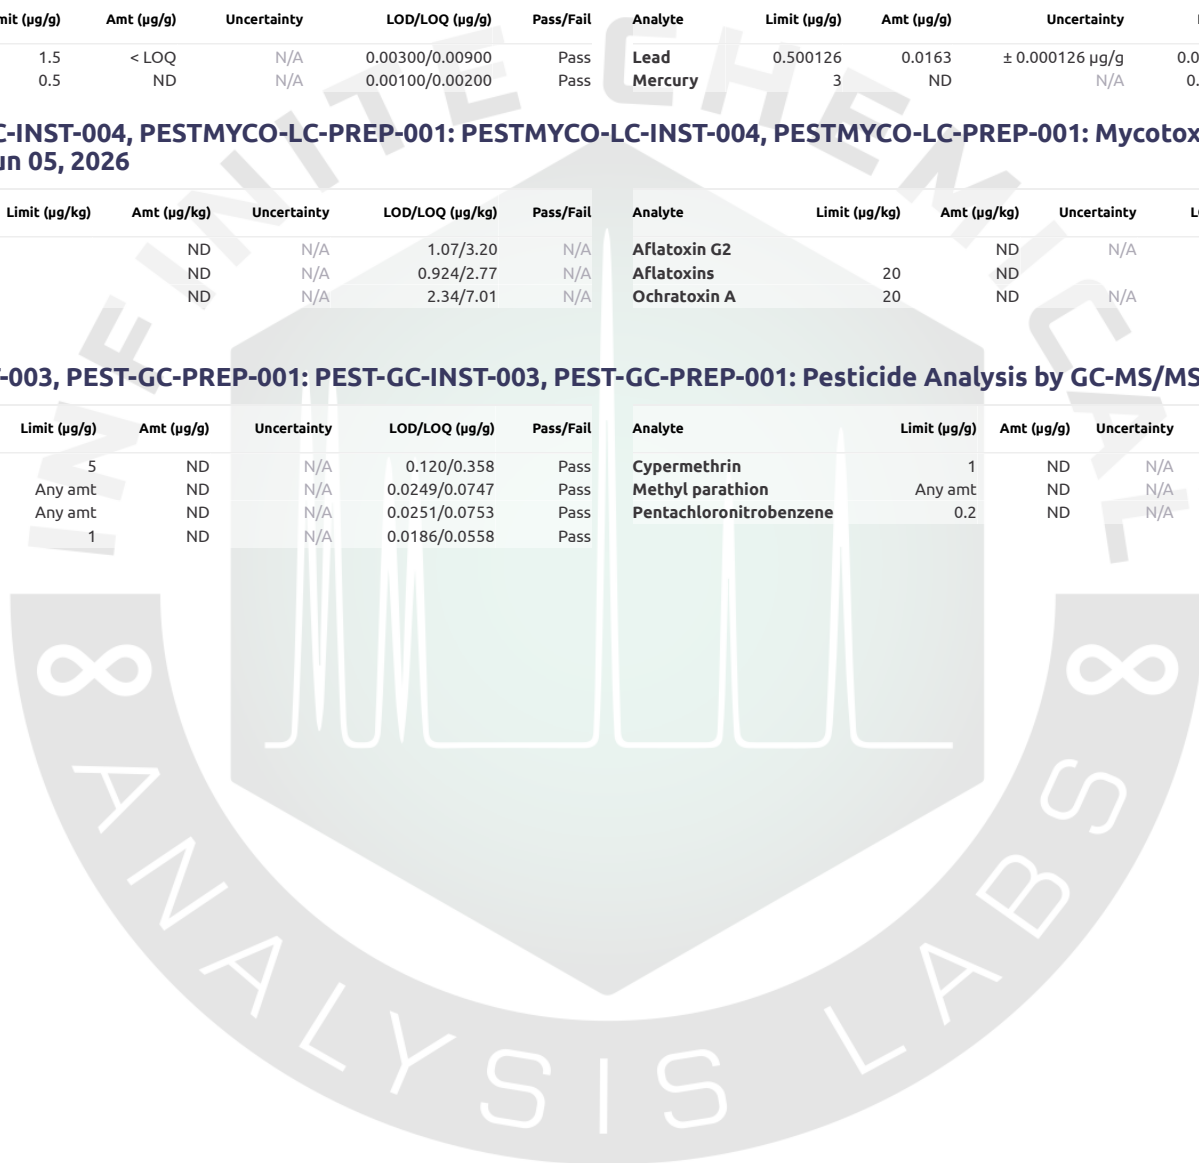 mit (µg/g) Amt (µg/g) Uncertainty LOD/LOQ (µg/g) Pass/Fail Analyte Limit (µg/g) Amt (µg/g) Uncertainty
1.5 < LOQ N/A 0.00300/0.00900 Pass Lead 0.500126 0.0163 ± 0.000126 µg/g 0.0
0.5 ND N/A 0.00100/0.00200 Pass Mercury 3 ND N/A 0.
C-INST-004, PESTMYCO-LC-PREP-001: PESTMYCO-LC-INST-004, PESTMYCO-LC-PREP-001: Mycotox
un 05, 2026
Limit (µg/kg) Amt (µg/kg) Uncertainty LOD/LOQ (µg/kg) Pass/Fail Analyte Limit (µg/kg) Amt (µg/kg) Uncertainty L
ND N/A 1.07/3.20 N/A Aflatoxin G2 ND N/A
ND N/A 0.924/2.77 N/A Aflatoxins 20 ND
ND N/A 2.34/7.01 N/A Ochratoxin A 20 ND N/A
-003, PEST-GC-PREP-001: PEST-GC-INST-003, PEST-GC-PREP-001: Pesticide Analysis by GC-MS/MS
Limit (µg/g) Amt (µg/g) Uncertainty LOD/LOQ (µg/g) Pass/Fail Analyte Limit (µg/g) Amt (µg/g) Uncertainty
5 ND N/A 0.120/0.358 Pass Cypermethrin 1 ND N/A
Any amt ND N/A 0.0249/0.0747 Pass Methyl parathion Any amt ND N/A
Any amt ND N/A 0.0251/0.0753 Pass Pentachloronitrobenzene 0.2 ND N/A
1 ND N/A 0.0186/0.0558 Pass
INFINITE CHEMICAL
∞ ANALYSIS LABS ∞